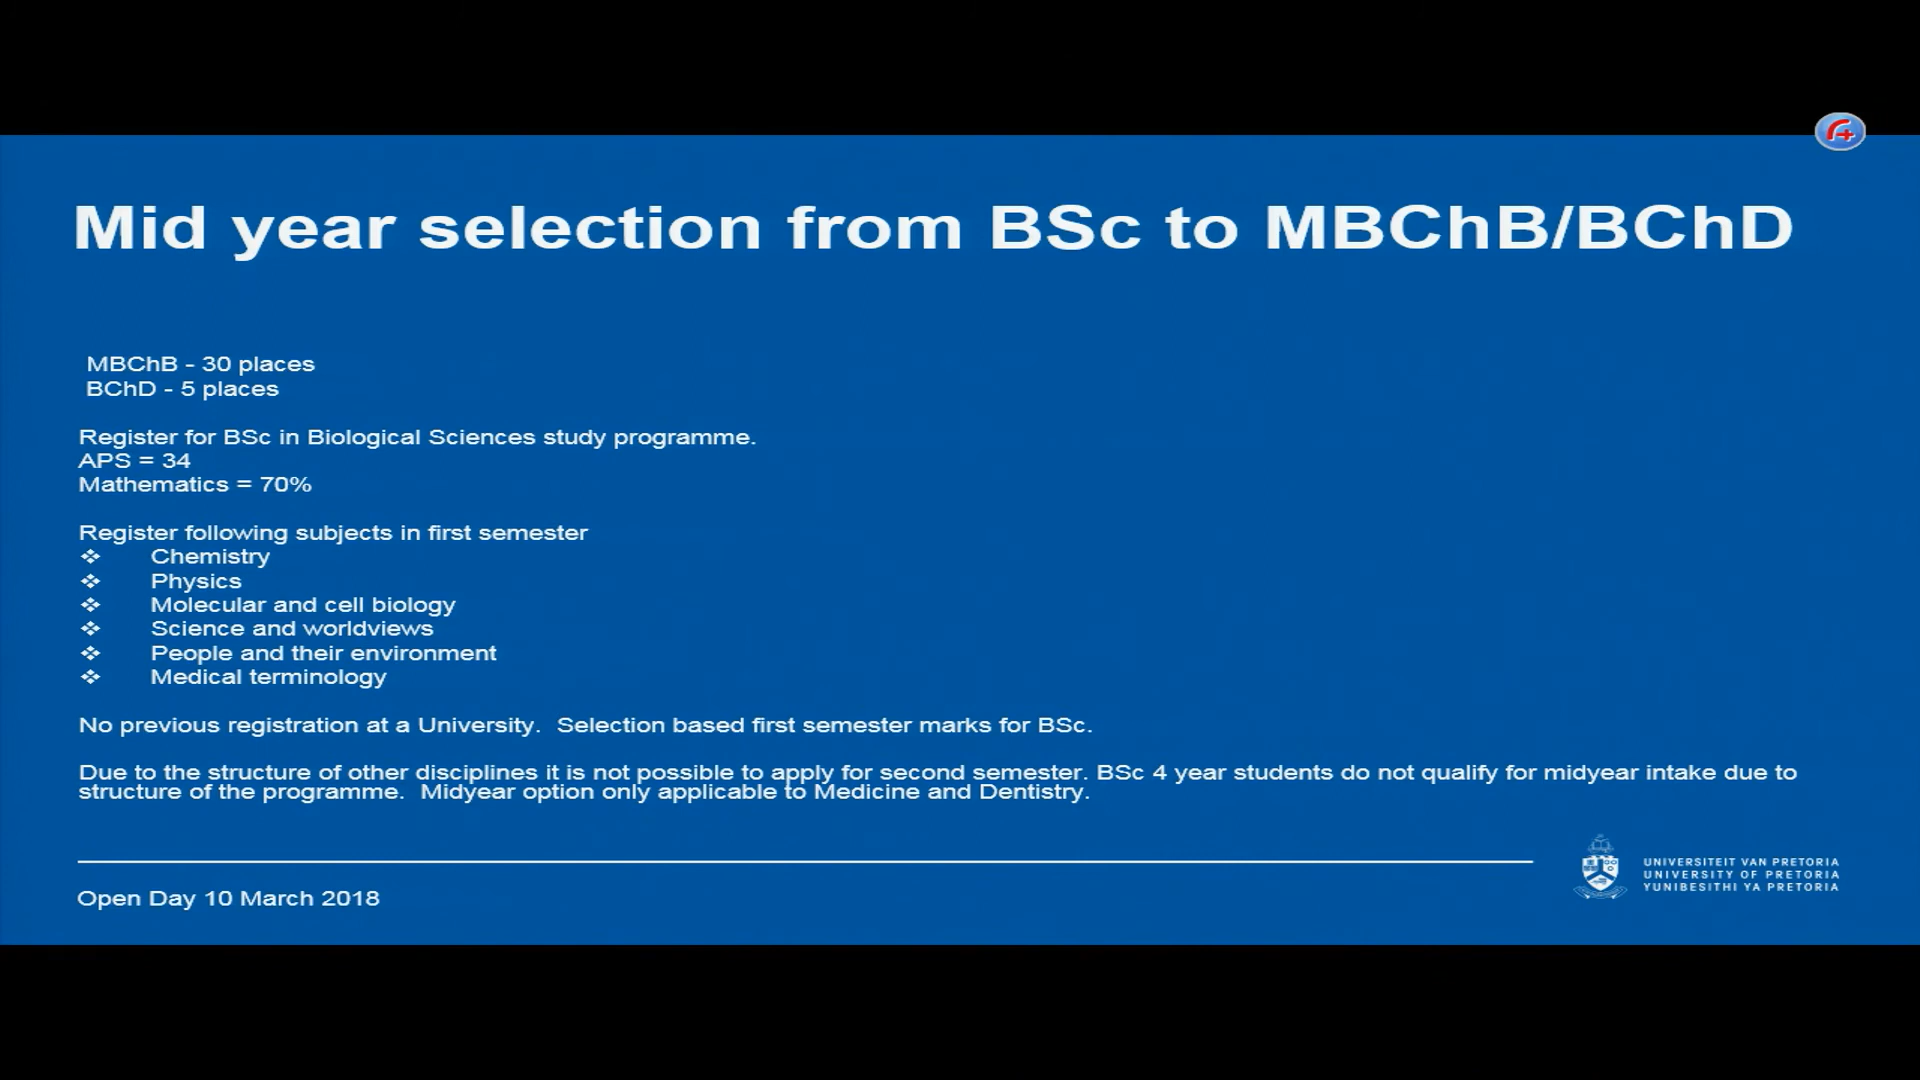 Mid year selection from BSc to MBChB/BChD
MBChB - 30 places
BChD - 5 places
Register for BSc in Biological Sciences study programme.
APS = 34
Mathematics = 70%
Register following subjects in first semester
❖ Chemistry
❖ Physics
❖ Molecular and cell biology
❖ Science and worldviews
❖ People and their environment
❖ Medical terminology
No previous registration at a University.  Selection based first semester marks for BSc.
Due to the structure of other disciplines it is not possible to apply for second semester. BSc 4 year students do not qualify for midyear intake due to
structure of the programme.  Midyear option only applicable to Medicine and Dentistry.
Open Day 10 March 2018
UNIVERSITEIT VAN PRETORIA
UNIVERSITY OF PRETORIA
YUNIBESITHI YA PRETORIA